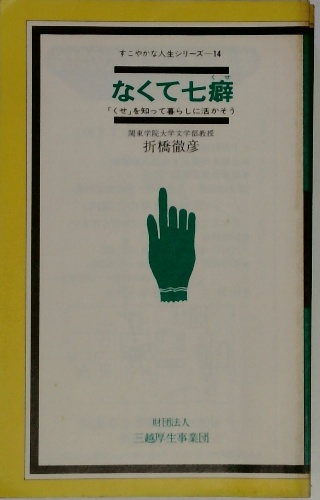 すこやかな人生シリーズ—14
なくて七癖
くせ
「くせ」を知って暮らしに活かそう
関東学院大学文学部教授
折橋徹彦
財団法人
三越厚生事業団